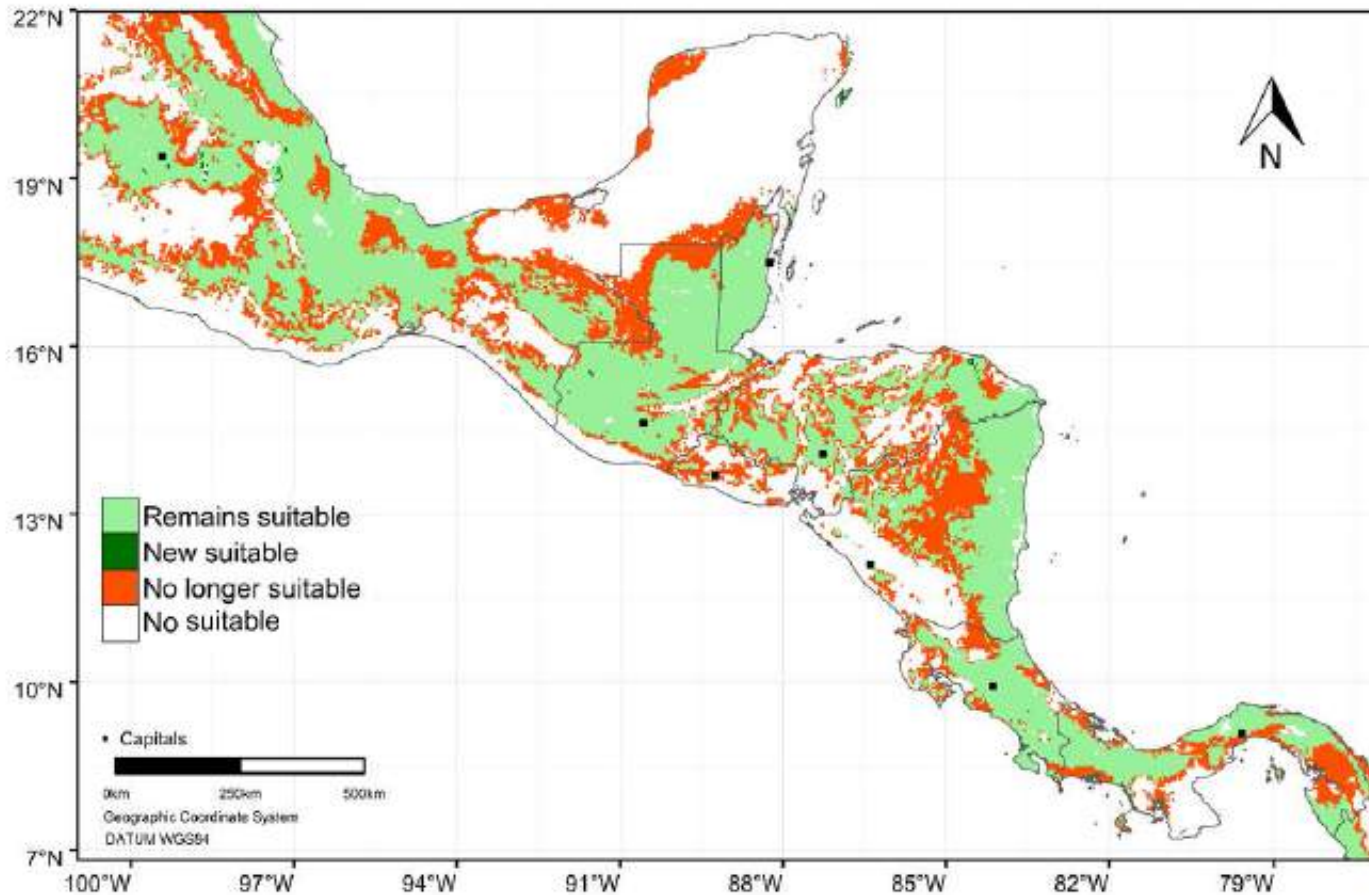 22°N
19°N
16°N
13°N
10°N
7°N
N
Remains suitable
New suitable
No longer suitable
No suitable
Capitals
0km 250km 500km
Geographic Coordinate System
DATUM WGS84
100°W 97°W 94°W 91°W 88°W 85°W 82°W 79°W